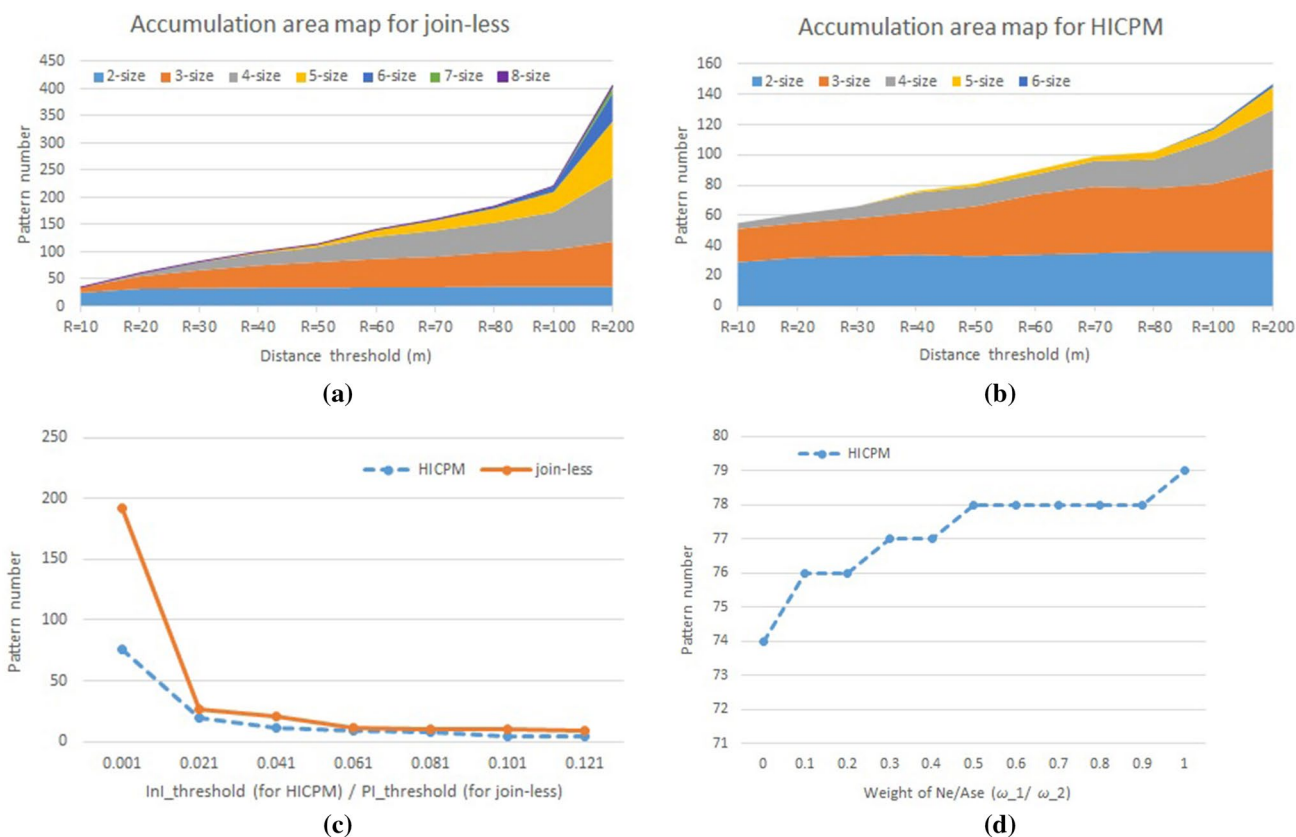 Accumulation area map for join-less
450
400
350
300
250
200
150
100
50
0
Pattern number
2-size 3-size 4-size 5-size 6-size 7-size 8-size
R=10 R=20 R=30 R=40 R=50 R=60 R=70 R=80 R=100 R=200
Distance threshold (m)
(a)
Accumulation area map for HICPM
160
140
120
100
80
60
40
20
0
Pattern number
2-size 3-size 4-size 5-size 6-size
R=10 R=20 R=30 R=40 R=50 R=60 R=70 R=80 R=100 R=200
Distance threshold (m)
(b)
250
200
150
100
50
0
Pattern number
HICPM join-less
0.001 0.021 0.041 0.061 0.081 0.101 0.121
InI_threshold (for HICPM) / PI_threshold (for join-less)
(c)
80
79
78
77
76
75
74
73
72
71
Pattern number
HICPM
0 0.1 0.2 0.3 0.4 0.5 0.6 0.7 0.8 0.9 1
Weight of Ne/Ase (ω_1/ ω_2)
(d)